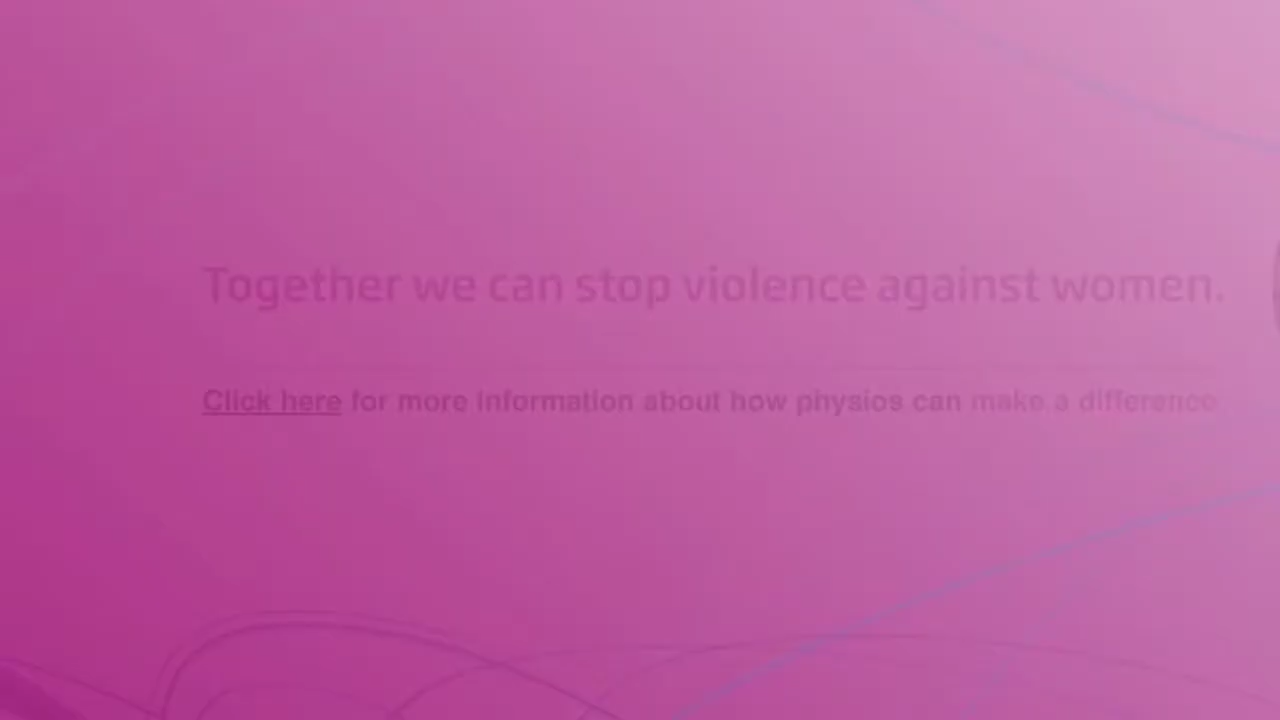 Together we can stop violence against women.
Click here for more information about how physios can make a difference